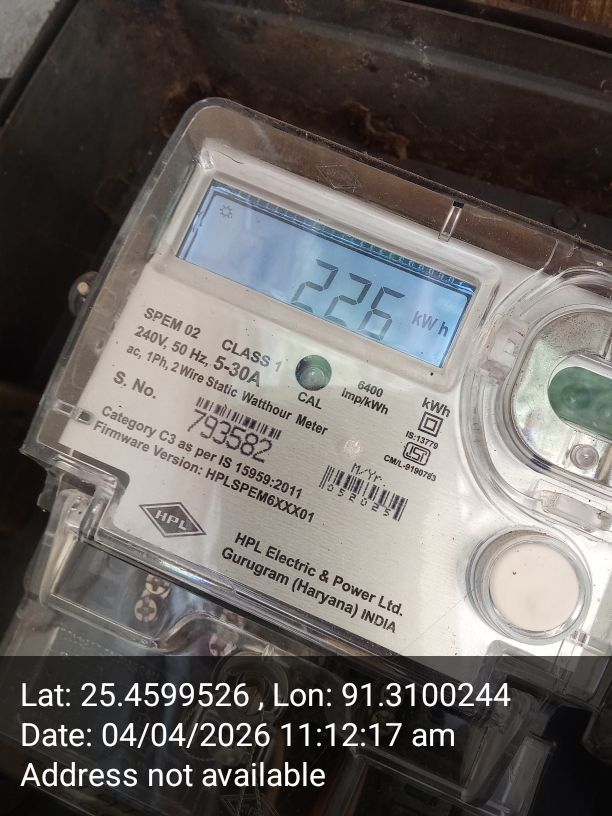 226 kWh
SPEM 02 CLASS 1
240V, 50 Hz, 5-30A
ac, 1Ph, 2 Wire Static Watthour Meter
CAL
6400
imp/kWh
kWh
IS:13779
CM/L-9190763
S. No.
793582
Category C3 as per IS 15959:2011
Firmware Version: HPLSPEM6XXX01
M/Yr.
052025
HPL
HPL Electric & Power Ltd.
Gurugram (Haryana) INDIA
Lat: 25.4599526 , Lon: 91.3100244
Date: 04/04/2026 11:12:17 am
Address not available